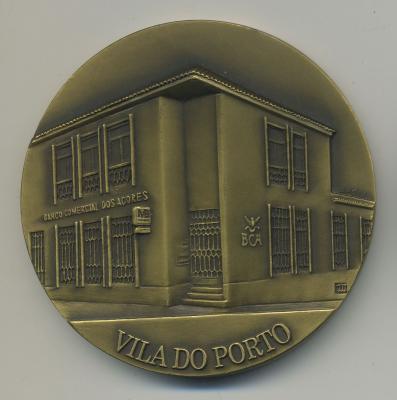 BANCO COMERCIAL DOS AÇORES
BCA
VILA DO PORTO